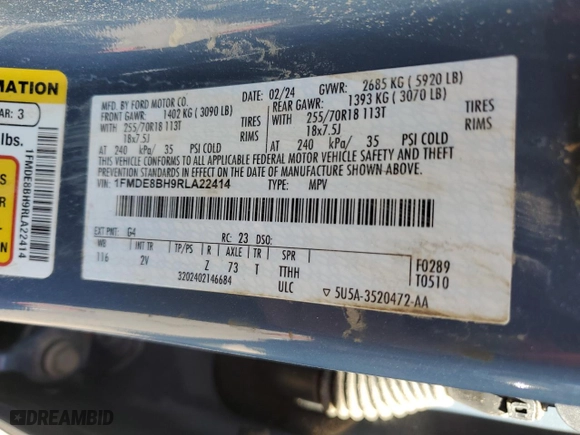 MATION
AR: 3
lbs.
1FMDE8BH9RLA22414
MFD. BY FORD MOTOR CO.
DATE: 02/24 GVWR: 2685 KG ( 5920 LB)
FRONT GAWR: 1402 KG ( 3090 LB) REAR GAWR: 1393 KG ( 3070 LB)
WITH 255/70R18 113T TIRES WITH 255/70R18 113T TIRES
18x7.5J RIMS 18x7.5J RIMS
AT 240 kPa/ 35 PSI COLD AT 240 kPa/ 35 PSI COLD
THIS VEHICLE CONFORMS TO ALL APPLICABLE FEDERAL MOTOR VEHICLE SAFETY AND THEFT
PREVENTION STANDARDS IN EFFECT ON THE DATE OF MANUFACTURE SHOWN ABOVE.
VIN: 1FMDE8BH9RLA22414 TYPE: MPV
EXT PNT: G4 RC: 23 DSO:
WB INT TR TP/PS R AXLE TR SPR
116 2V Z 73 T TTHH
3202402146684 ULC
F0289
T0510
5U5A-3520472-AA
DREAMBID